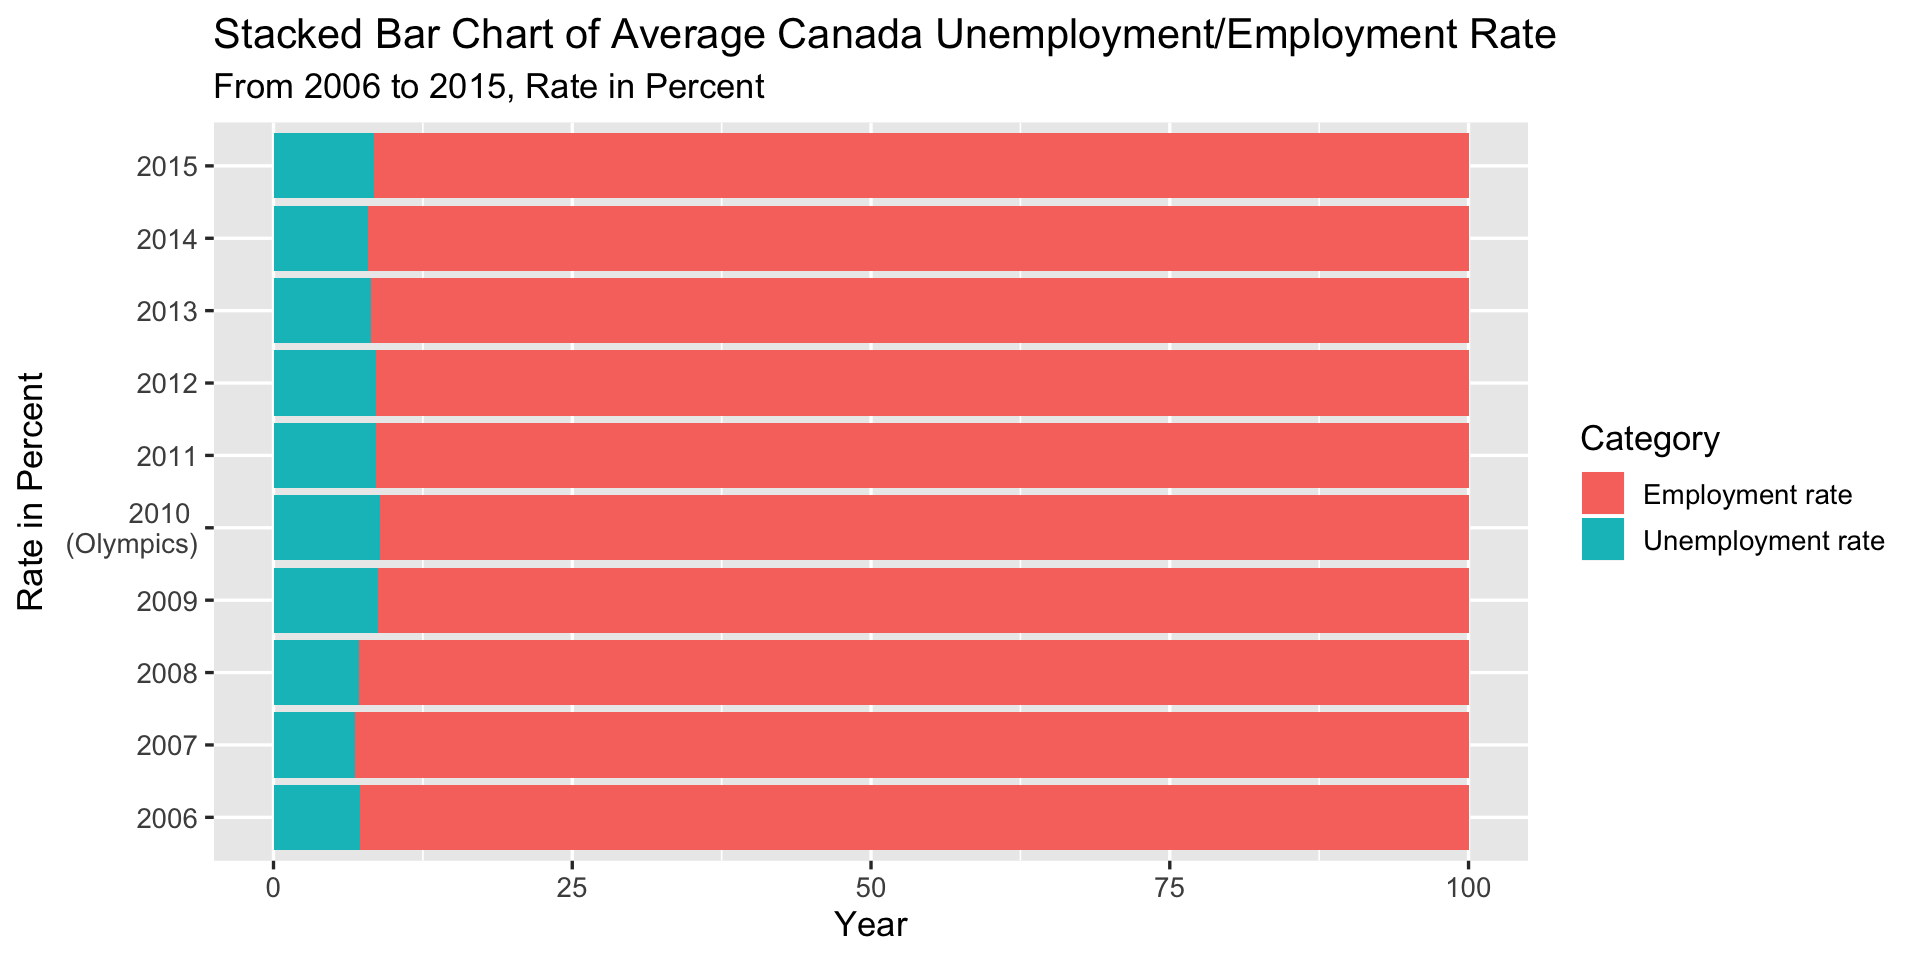 Stacked Bar Chart of Average Canada Unemployment/Employment Rate
From 2006 to 2015, Rate in Percent
Rate in Percent
2015
2014
2013
2012
2011
2010
(Olympics)
2009
2008
2007
2006
0 25 50 75 100
Year
Category
Employment rate
Unemployment rate